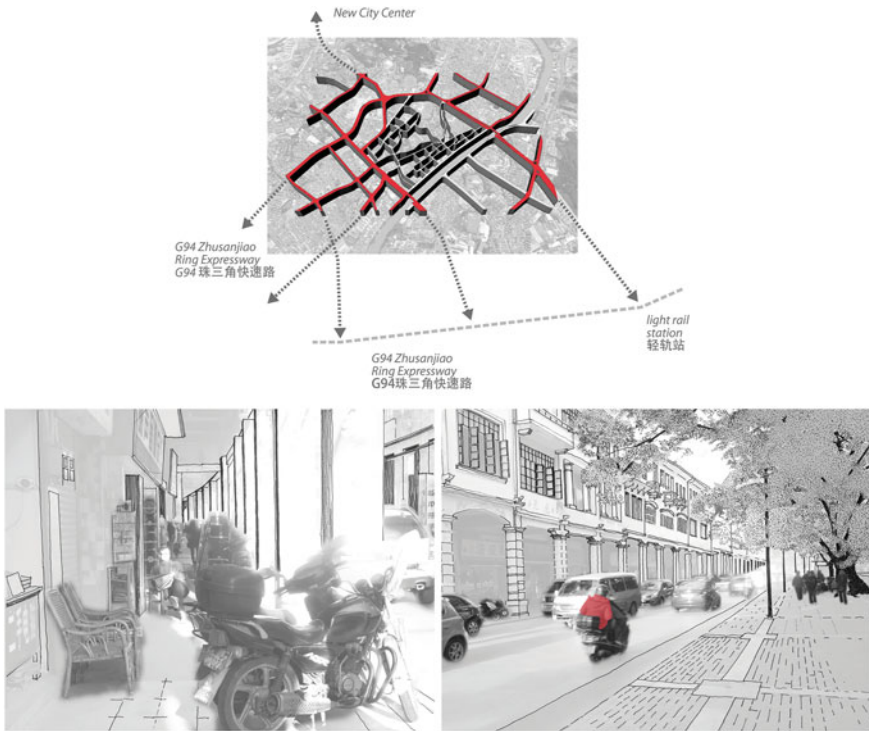 New City Center
G94 Zhusanjiao
Ring Expressway
G94 珠三角快速路
light rail
station
轻轨站
G94 Zhusanjiao
Ring Expressway
G94珠三角快速路